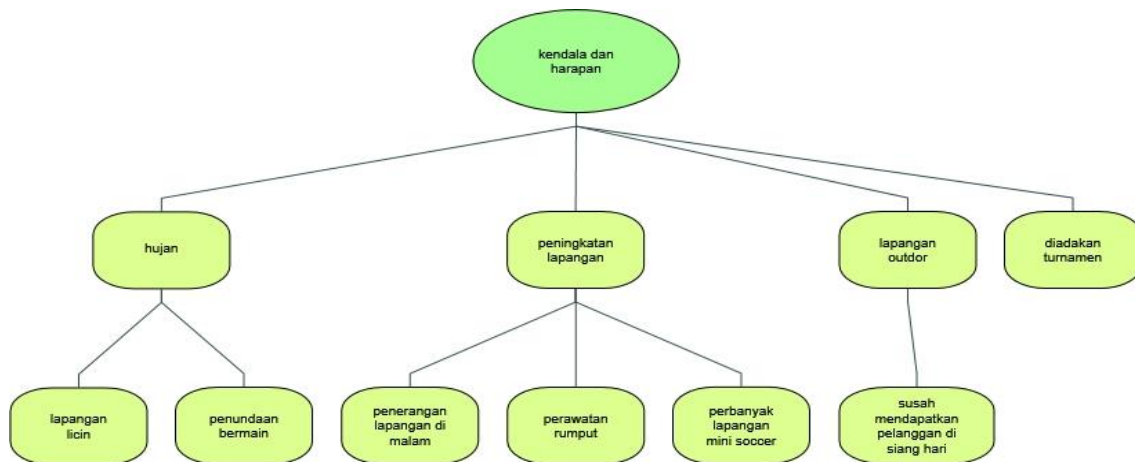 kendala dan
harapan
hujan
peningkatan
lapangan
lapangan
outdor
diadakan
turnamen
lapangan
licin
penundaan
bermain
penerangan
lapangan di
malam
perawatan
rumput
perbanyak
lapangan
mini soccer
susah
mendapatkan
pelanggan di
siang hari